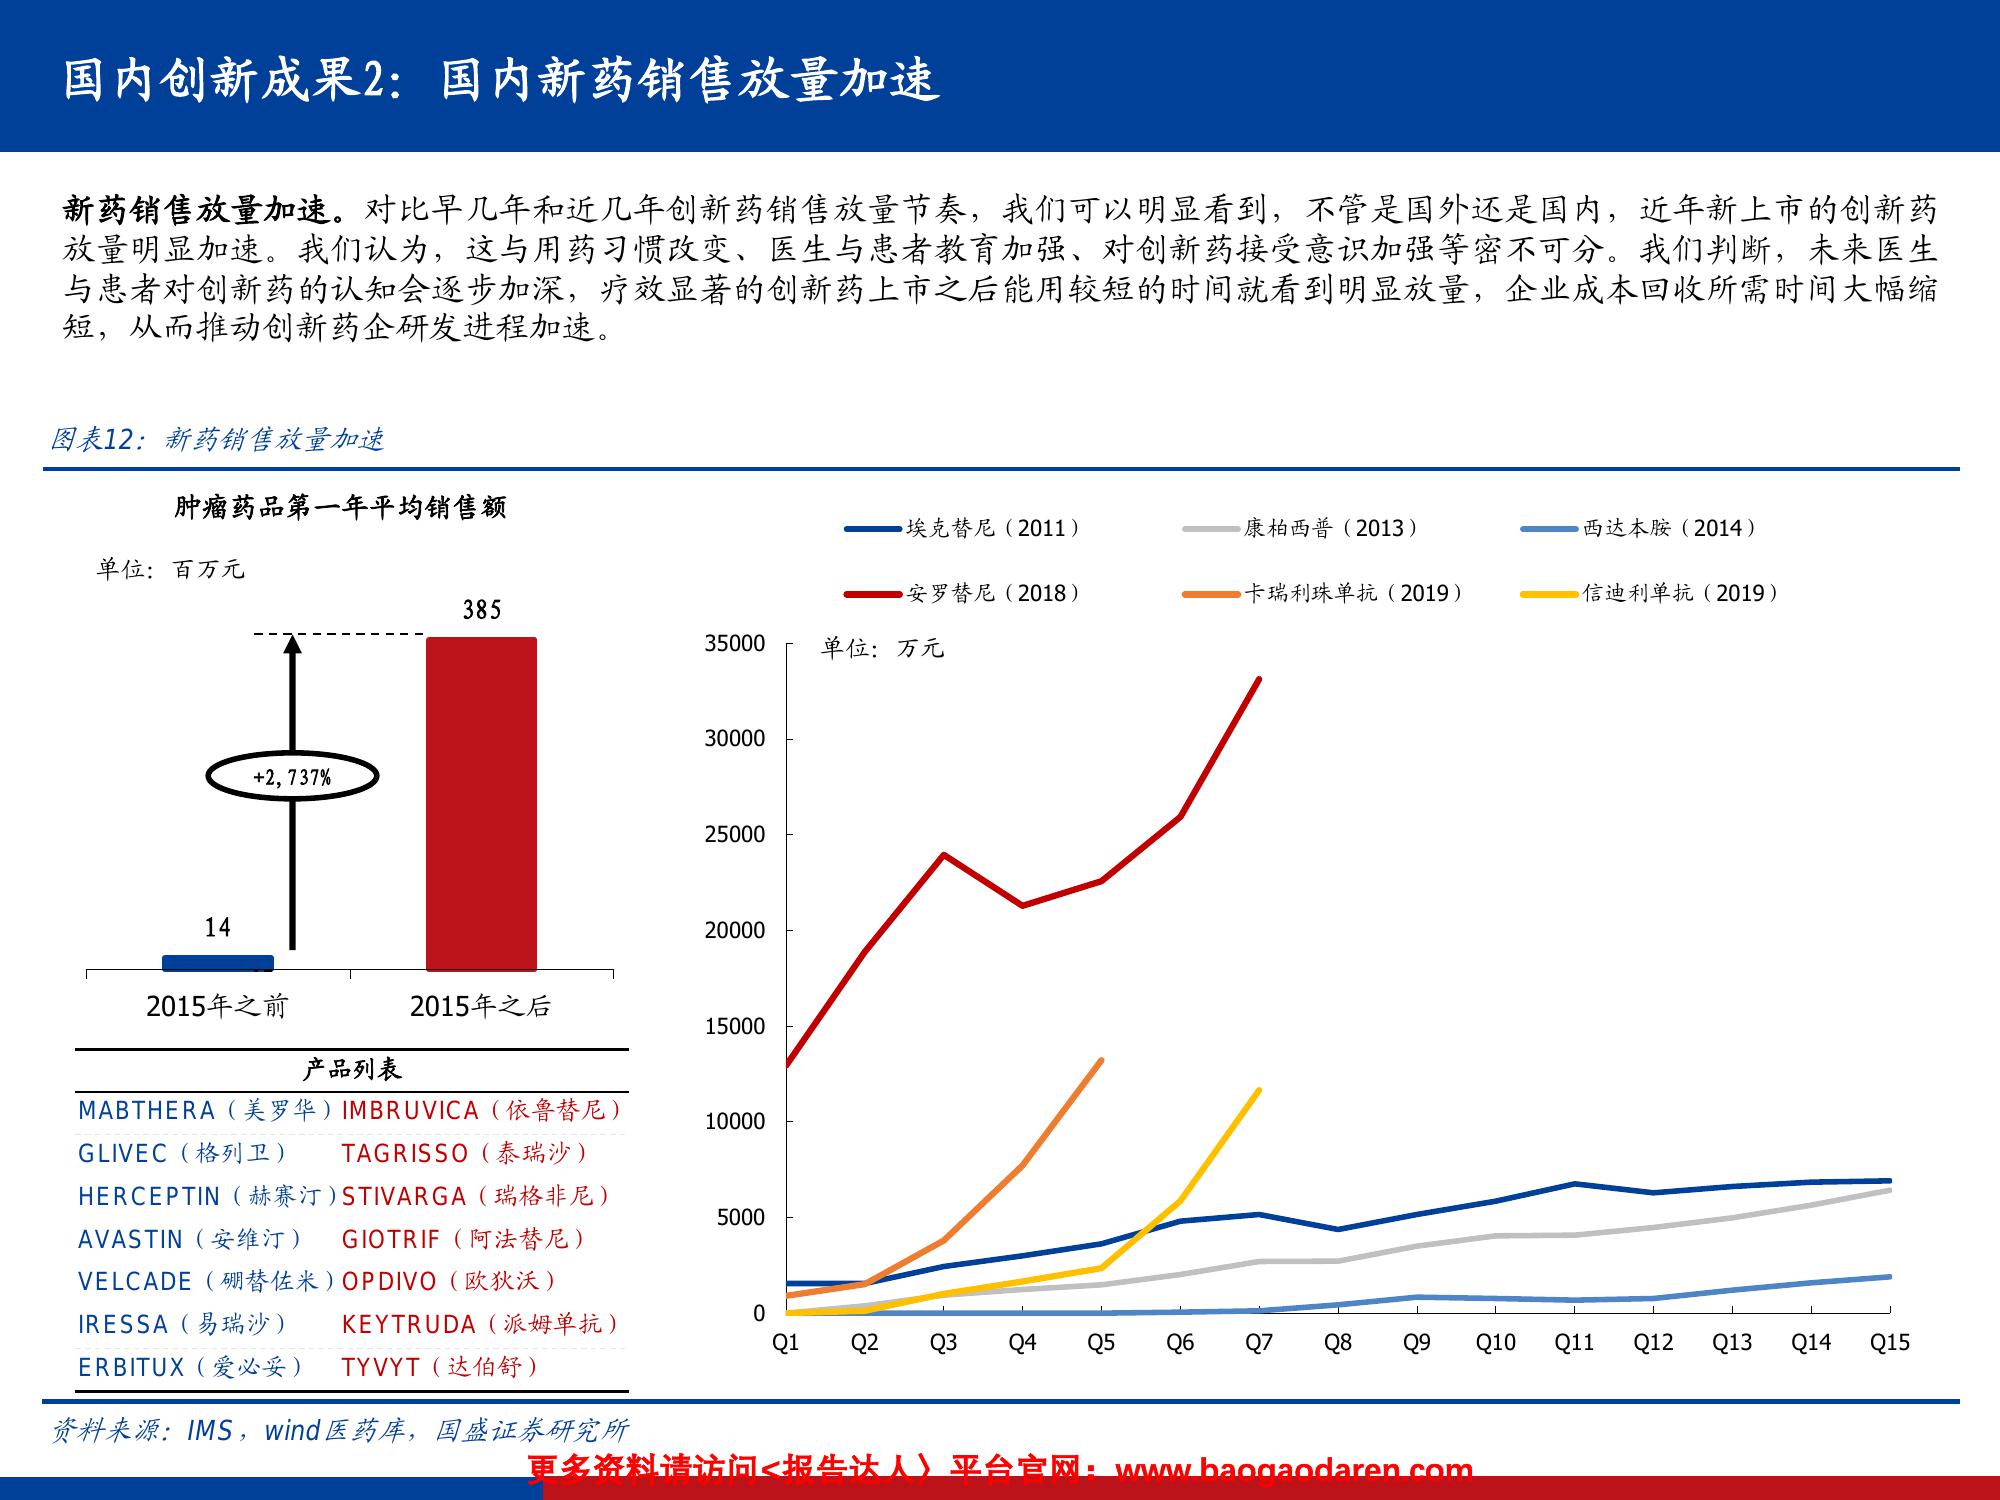 国内创新成果2：国内新药销售放量加速
新药销售放量加速。对比早几年和近几年创新药销售放量节奏，我们可以明显看到，不管是国外还是国内，近年新上市的创新药
放量明显加速。我们认为，这与用药习惯改变、医生与患者教育加强、对创新药接受意识加强等密不可分。我们判断，未来医生
与患者对创新药的认知会逐步加深，疗效显著的创新药上市之后能用较短的时间就看到明显放量，企业成本回收所需时间大幅缩
短，从而推动创新药企研发进程加速。
图表12：新药销售放量加速
肿瘤药品第一年平均销售额
单位：百万元
385
+2,737%
14
2015年之前 2015年之后
产品列表
MABTHERA（美罗华） IMBRUVICA（依鲁替尼）
GLIVEC（格列卫） TAGRISSO（泰瑞沙）
HERCEPTIN（赫赛汀） STIVARGA（瑞格非尼）
AVASTIN（安维汀） GIOTRIF（阿法替尼）
VELCADE（硼替佐米） OPDIVO（欧狄沃）
IRESSA（易瑞沙） KEYTRUDA（派姆单抗）
ERBITUX（爱必妥） TYVYT（达伯舒）
埃克替尼（2011） 康柏西普（2013） 西达本胺（2014）
安罗替尼（2018） 卡瑞利珠单抗（2019） 信迪利单抗（2019）
单位：万元
35000
30000
25000
20000
15000
10000
5000
0
Q1 Q2 Q3 Q4 Q5 Q6 Q7 Q8 Q9 Q10 Q11 Q12 Q13 Q14 Q15
资料来源：IMS，wind医药库，国盛证券研究所
更多资料请访问<报告达人〉平台官网：www.baogaodaren.com